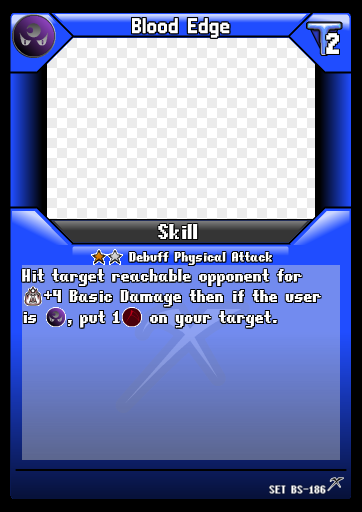 Blood Edge
2
Skill
Debuff Physical Attack
Hit target reachable opponent for
+4 Basic Damage then if the user
is , put 1 on your target.
SET BS-186